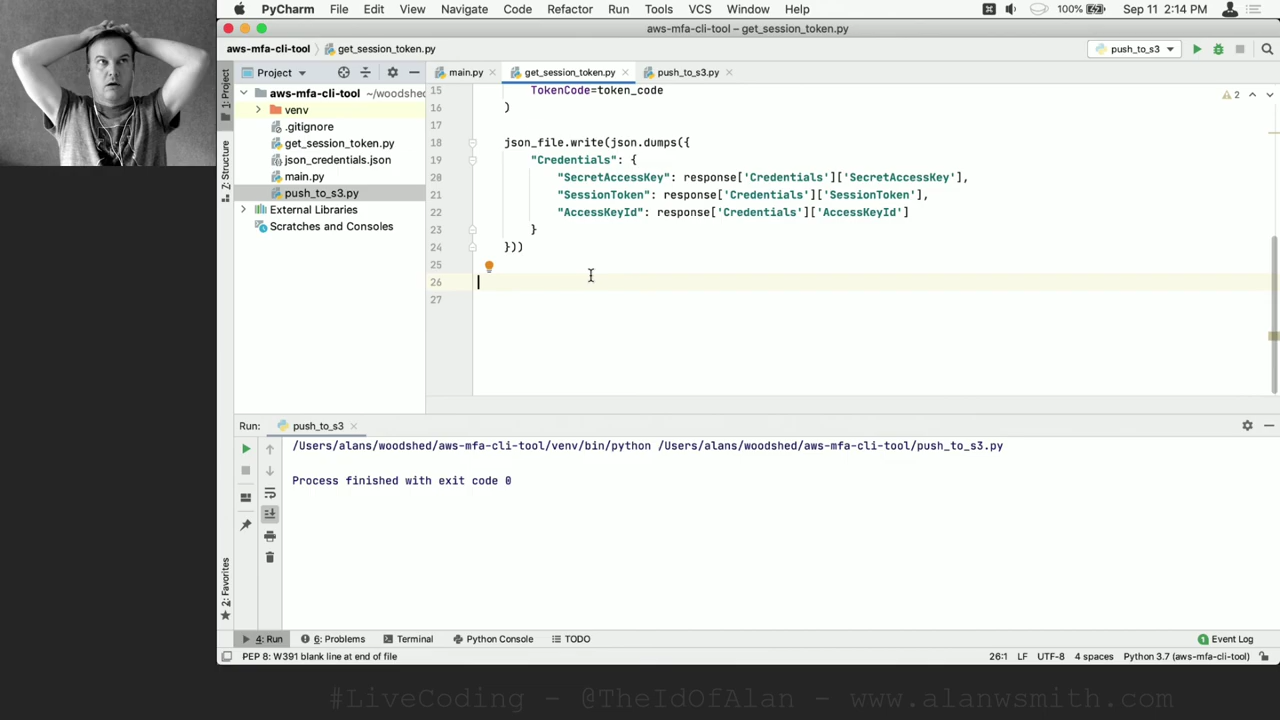 PyCharm File Edit View Navigate Code Refactor Run Tools VCS Window Help 100% Sep 11 2:14 PM
aws-mfa-cli-tool – get_session_token.py
aws-mfa-cli-tool get_session_token.py push_to_s3
1: Project
Project
main.py get_session_token.py push_to_s3.py
aws-mfa-cli-tool ~/woodshed
venv
.gitignore
get_session_token.py
json_credentials.json
main.py
push_to_s3.py
External Libraries
Scratches and Consoles
Z: Structure
2
15 TokenCode=token_code
16 )
17
18 json_file.write(json.dumps({
19 "Credentials": {
20 "SecretAccessKey": response['Credentials']['SecretAccessKey'],
21 "SessionToken": response['Credentials']['SessionToken'],
22 "AccessKeyId": response['Credentials']['AccessKeyId']
23 }
24 }))
25
26
27
Run: push_to_s3
/Users/alans/woodshed/aws-mfa-cli-tool/venv/bin/python /Users/alans/woodshed/aws-mfa-cli-tool/push_to_s3.py
Process finished with exit code 0
2: Favorites
4: Run 6: Problems Terminal Python Console TODO 1 Event Log
PEP 8: W391 blank line at end of file 26:1 LF UTF-8 4 spaces Python 3.7 (aws-mfa-cli-tool)
#LiveCoding - @TheIdOfAlan - www.alanwsmith.com